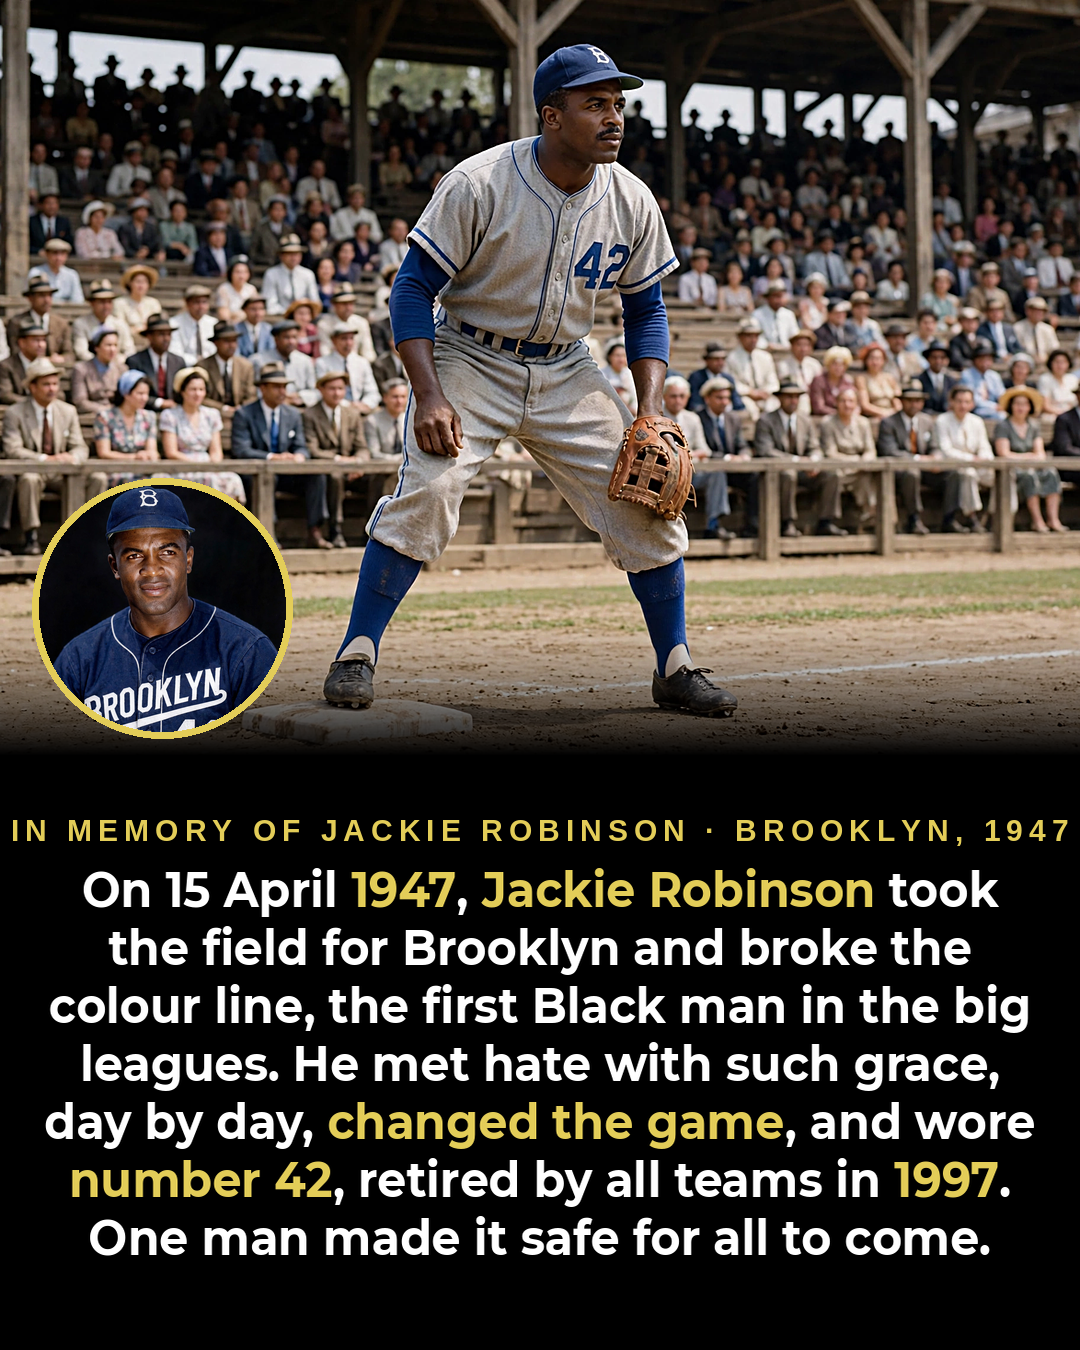 B
42
B
BROOKLYN
IN MEMORY OF JACKIE ROBINSON · BROOKLYN, 1947
On 15 April 1947, Jackie Robinson took
the field for Brooklyn and broke the
colour line, the first Black man in the big
leagues. He met hate with such grace,
day by day, changed the game, and wore
number 42, retired by all teams in 1997.
One man made it safe for all to come.